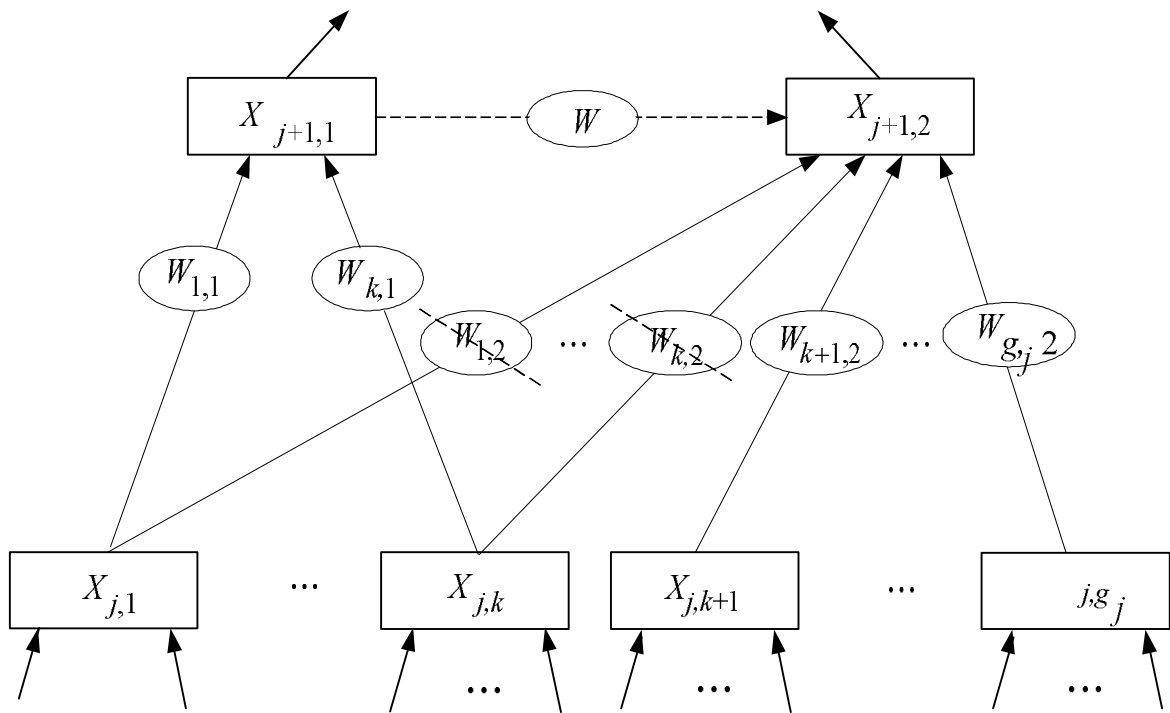 X j+1,1 W X j+1,2
W1,1 Wk,1
W1,2 ... Wk,2 Wk+1,2 ... Wg,j 2
Xj,1 ... Xj,k Xj,k+1 ... j,gj
... ... ...